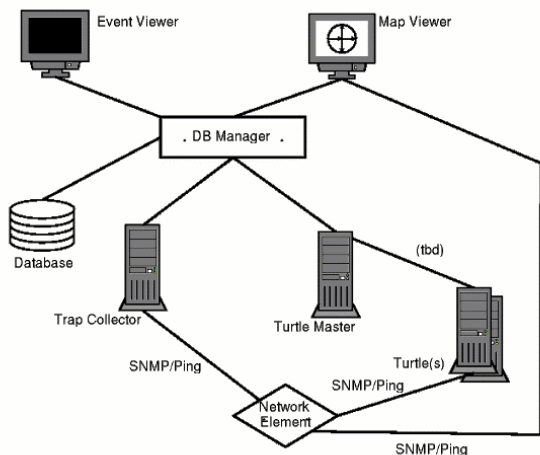 Event Viewer
Map Viewer
. DB Manager .
Database
Trap Collector
Turtle Master
(tbd)
Turtle(s)
SNMP/Ping
SNMP/Ping
Network
Element
SNMP/Ping